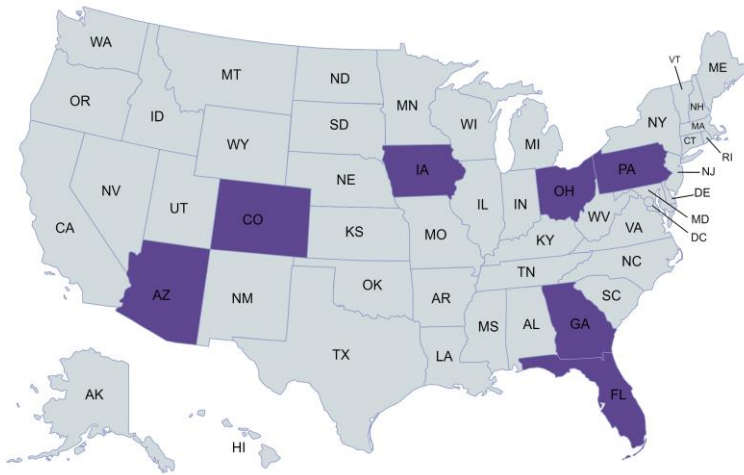 WA
MT
ND
MN
VT
ME
OR
ID
SD
WI
MI
NY
NH
MA
CT
RI
WY
IA
PA
NJ
NV
NE
OH
DE
UT
CO
IL
IN
MD
CA
KS
MO
WV
VA
DC
KY
AZ
NM
OK
AR
TN
NC
SC
TX
LA
MS
AL
GA
FL
AK
HI